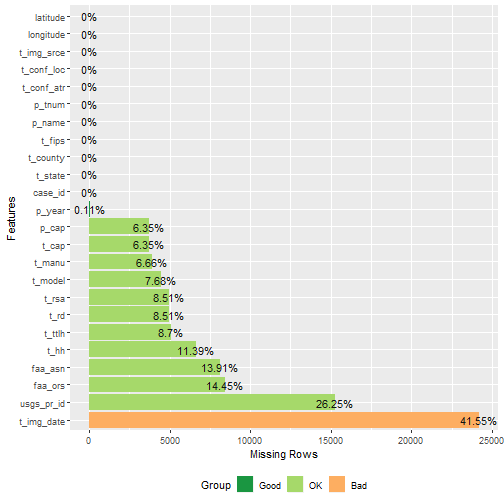 latitude 0%
longitude 0%
t_img_srce 0%
t_conf_loc 0%
t_conf_atr 0%
p_tnum 0%
p_name 0%
t_fips 0%
t_county 0%
t_state 0%
case_id 0%
p_year 0.11%
p_cap 6.35%
t_cap 6.35%
t_manu 6.66%
t_model 7.68%
t_rsa 8.51%
t_rd 8.51%
t_ttlh 8.7%
t_hh 11.39%
faa_asn 13.91%
faa_ors 14.45%
usgs_pr_id 26.25%
t_img_date 41.55%
Features
0 5000 10000 15000 20000 25000
Missing Rows
Group Good OK Bad